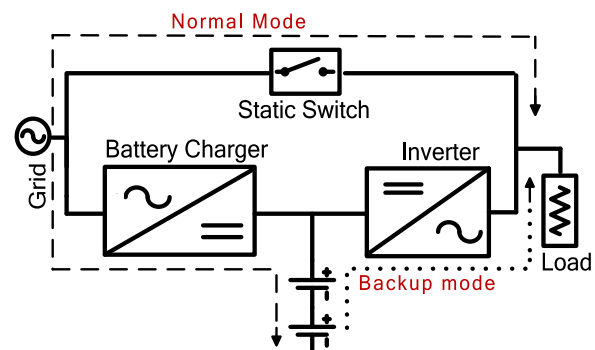 Normal Mode
Static Switch
Battery Charger
Inverter
Grid
Load
Backup mode